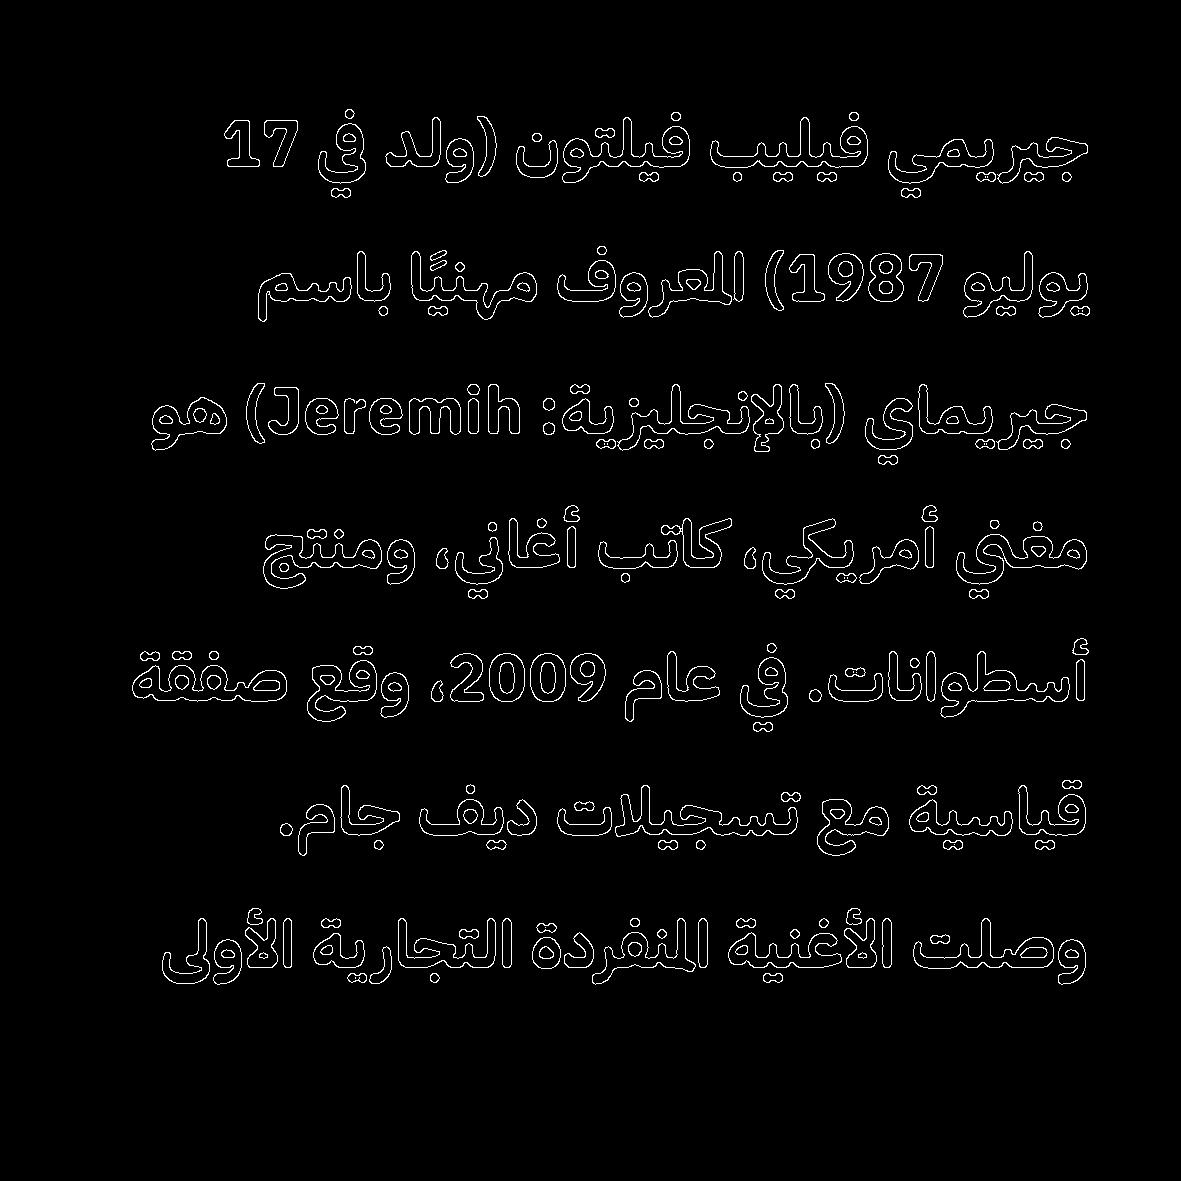 جيريمي فيليب فيلتون (ولد في 17
يوليو 1987) المعروف مهنيًا باسم
جيريماي (بالإنجليزية: Jeremih) هو
مغني أمريكي، كاتب أغاني، ومنتج
أسطوانات. في عام 2009، وقع صفقة
قياسية مع تسجيلات ديف جام.
وصلت الأغنية المنفردة التجارية الأولى